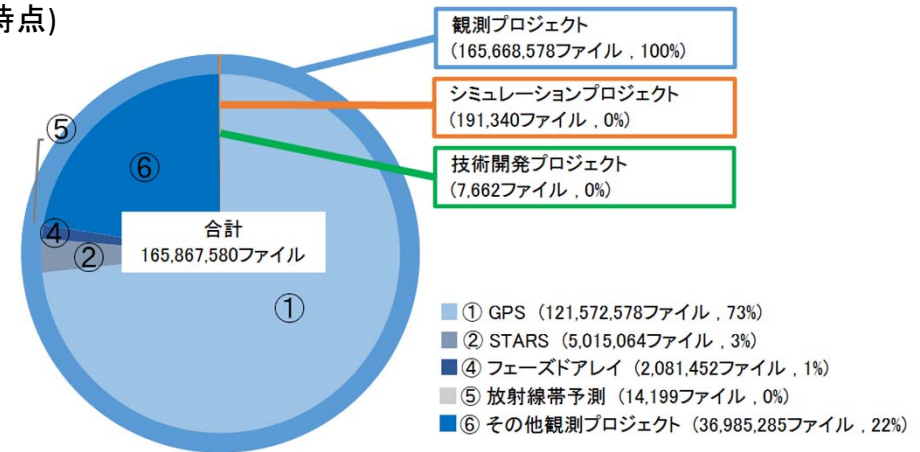 時点)
観測プロジェクト
(165,668,578ファイル , 100%)
シミュレーションプロジェクト
(191,340ファイル , 0%)
技術開発プロジェクト
(7,662ファイル , 0%)
⑤
⑥
④
②
合計
165,867,580ファイル
①
① GPS (121,572,578ファイル , 73%)
② STARS (5,015,064ファイル , 3%)
④ フェーズドアレイ (2,081,452ファイル , 1%)
⑤ 放射線帯予測 (14,199ファイル , 0%)
⑥ その他観測プロジェクト (36,985,285ファイル , 22%)